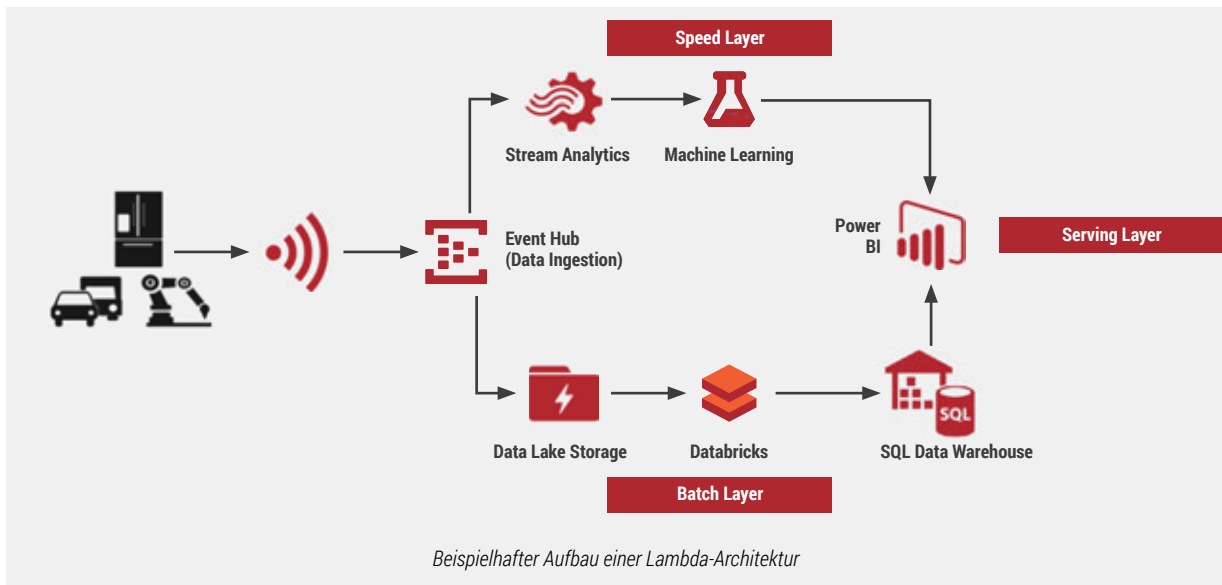 Speed Layer
Stream Analytics
Machine Learning
Event Hub
(Data Ingestion)
Power
BI
Serving Layer
SQL
Data Lake Storage
Databricks
SQL Data Warehouse
Batch Layer
Beispielhafter Aufbau einer Lambda-Architektur